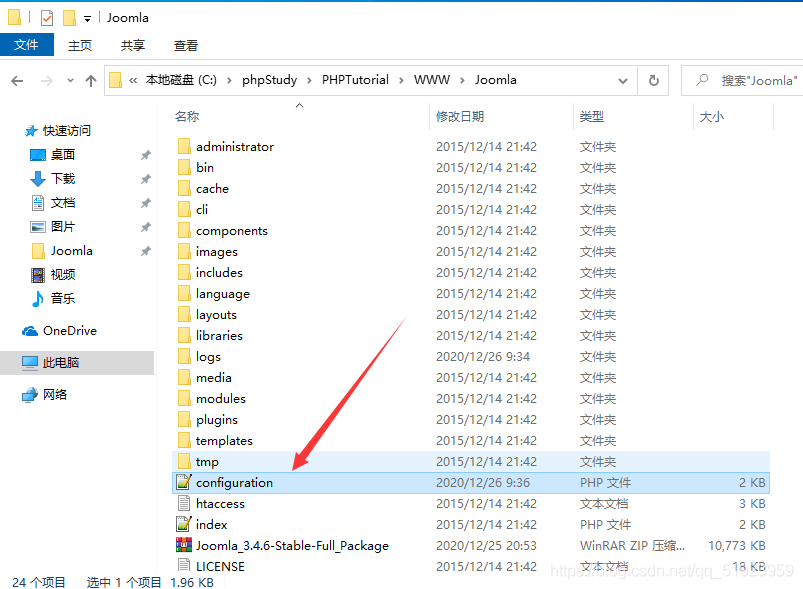 Joomla
文件 主页 共享 查看
« 本地磁盘 (C:) › phpStudy › PHPTutorial › WWW › Joomla 搜索"Joomla"
名称 修改日期 类型 大小
快速访问
桌面
下载
文档
图片
Joomla
视频
音乐
OneDrive
此电脑
网络
administrator 2015/12/14 21:42 文件夹
bin 2015/12/14 21:42 文件夹
cache 2015/12/14 21:42 文件夹
cli 2015/12/14 21:42 文件夹
components 2015/12/14 21:42 文件夹
images 2015/12/14 21:42 文件夹
includes 2015/12/14 21:42 文件夹
language 2015/12/14 21:42 文件夹
layouts 2015/12/14 21:42 文件夹
libraries 2015/12/14 21:42 文件夹
logs 2020/12/26 9:34 文件夹
media 2015/12/14 21:42 文件夹
modules 2015/12/14 21:42 文件夹
plugins 2015/12/14 21:42 文件夹
templates 2015/12/14 21:42 文件夹
tmp 2015/12/14 21:42 文件夹
configuration 2020/12/26 9:36 PHP 文件 2 KB
htaccess 2015/12/14 21:42 文本文档 3 KB
index 2015/12/14 21:42 PHP 文件 2 KB
Joomla_3.4.6-Stable-Full_Package 2020/12/25 20:53 WinRAR ZIP 压缩... 10,773 KB
LICENSE 2015/12/14 21:42 文本文档 18 KB
24 个项目 选中 1 个项目 1.96 KB